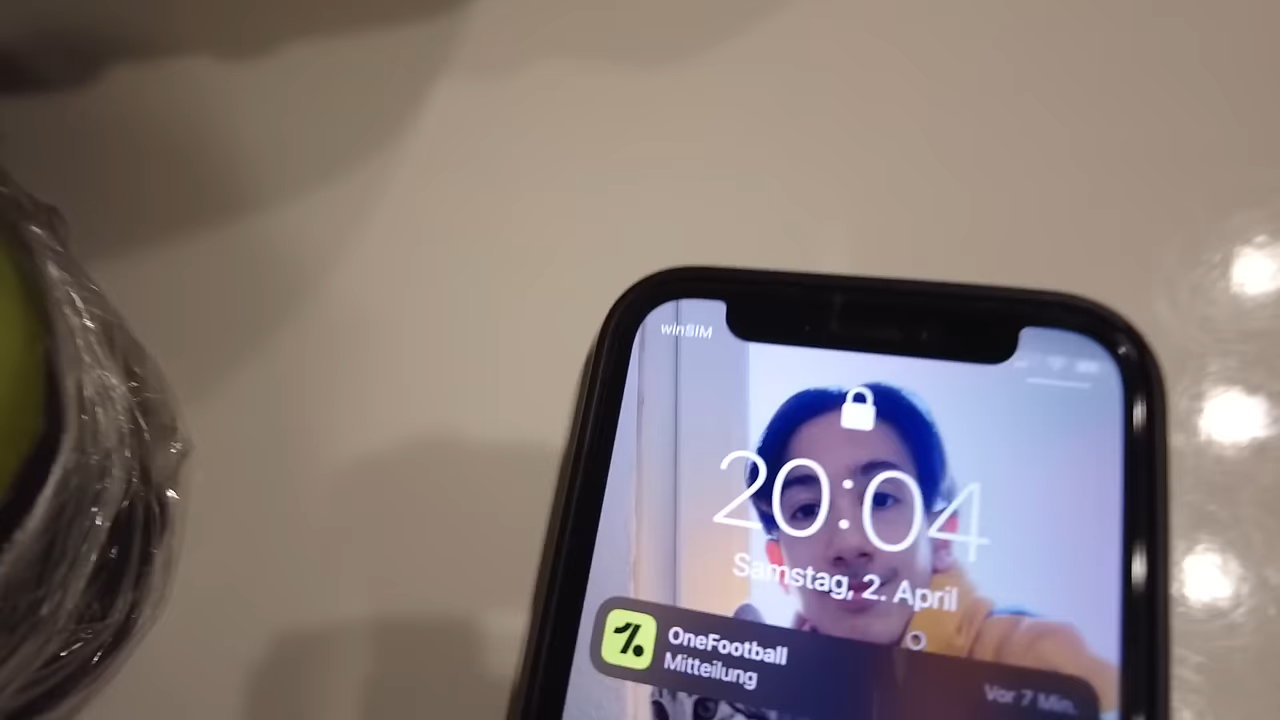 winSIM
20:04
Samstag, 2. April
OneFootball
Mitteilung
Vor 7 Min.